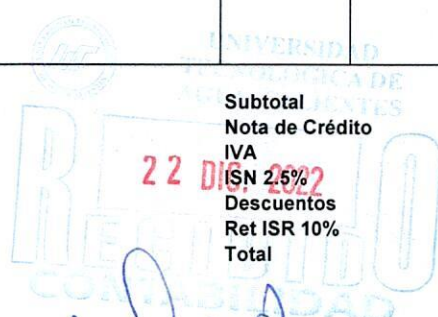 UNIVERSIDAD
TECNOLOGICA DE
AGUASCALIENTES
Subtotal
Nota de Crédito
IVA
22 DIC. 2022
ISN 2.5%
Descuentos
Ret ISR 10%
Total
CONTABILIDAD